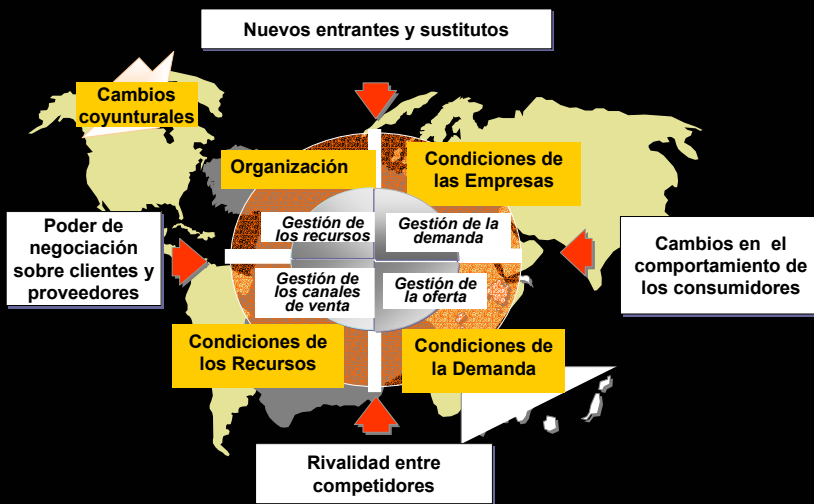 Nuevos entrantes y sustitutos
Cambios
coyunturales
Organización
Condiciones de
las Empresas
Gestión de
los recursos
Gestión de la
demanda
Poder de
negociación
sobre clientes y
proveedores
Cambios en el
comportamiento de
los consumidores
Gestión de
los canales
de venta
Gestión de
la oferta
Condiciones de
los Recursos
Condiciones de
la Demanda
Rivalidad entre
competidores